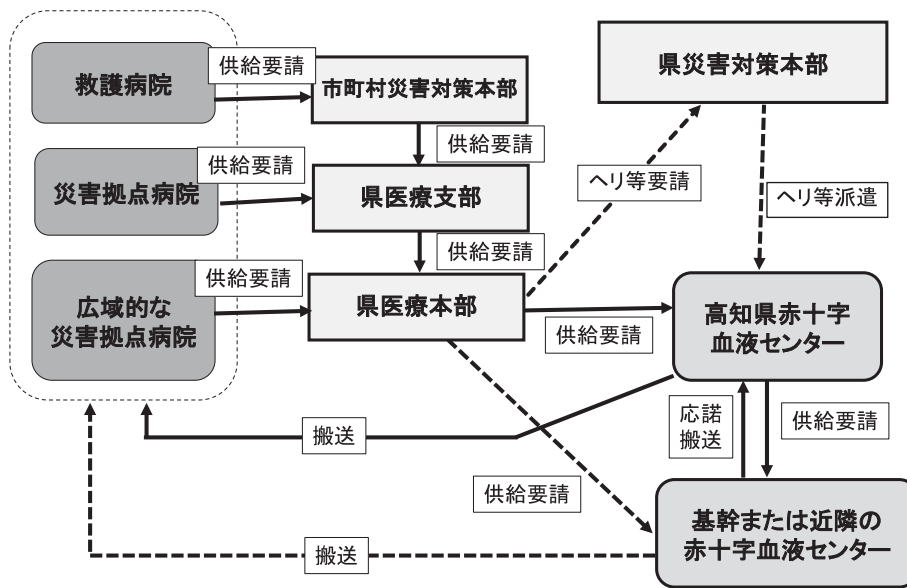 供給要請
救護病院
市町村災害対策本部
県災害対策本部
供給要請
供給要請
災害拠点病院
県医療支部
ヘリ等要請
ヘリ等派遣
供給要請
供給要請
広域的な
災害拠点病院
県医療本部
高知県赤十字
血液センター
供給要請
搬送
応諾
搬送
供給要請
供給要請
基幹または近隣の
赤十字血液センター
搬送